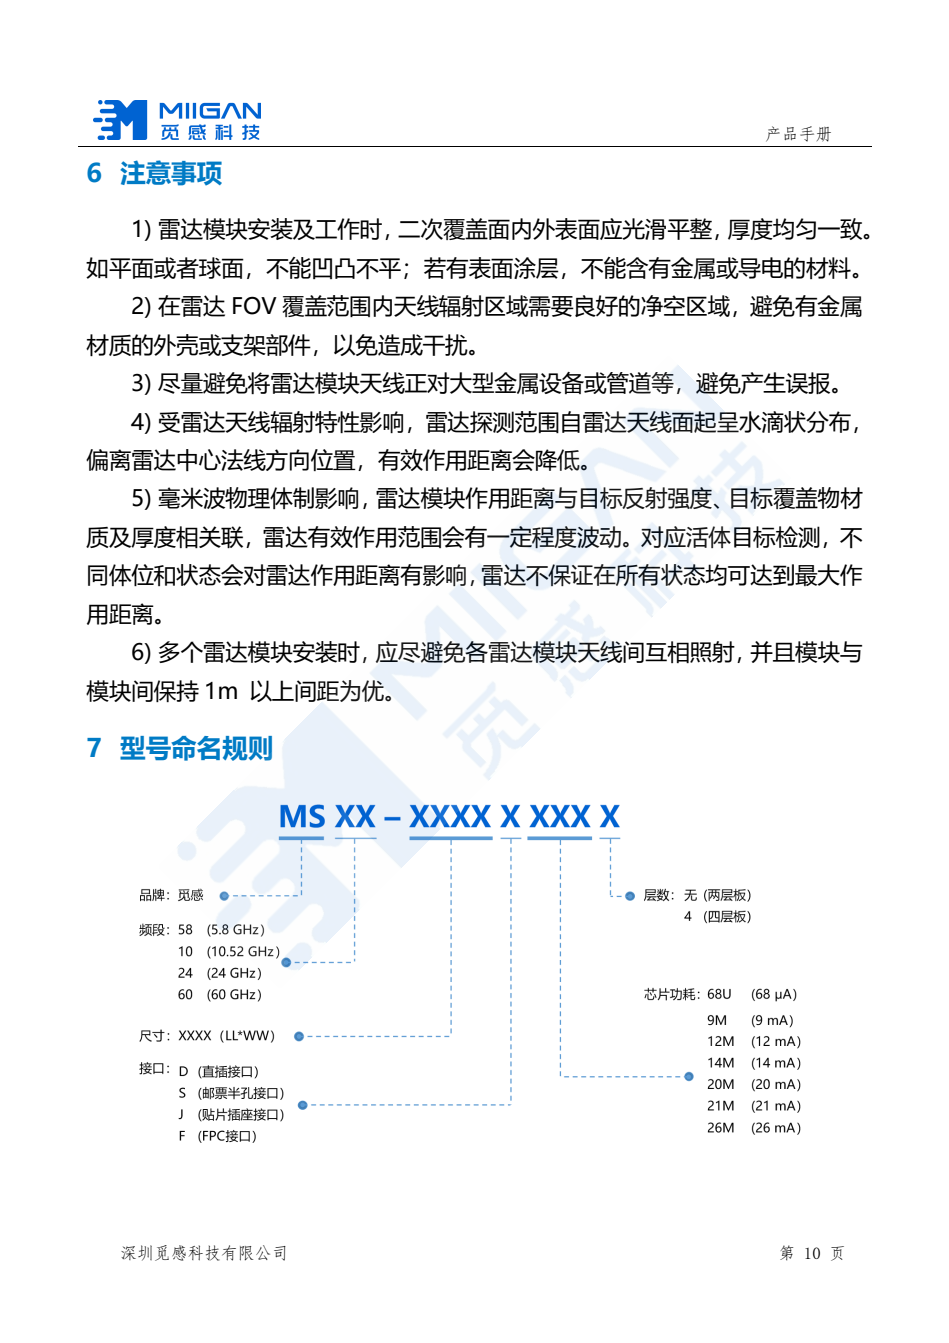 MIIGAN
觅感科技
产品手册
6 注意事项
1) 雷达模块安装及工作时，二次覆盖面内外表面应光滑平整，厚度均匀一致。
如平面或者球面，不能凹凸不平；若有表面涂层，不能含有金属或导电的材料。
2) 在雷达 FOV 覆盖范围内天线辐射区域需要良好的净空区域，避免有金属
材质的外壳或支架部件，以免造成干扰。
3) 尽量避免将雷达模块天线正对大型金属设备或管道等，避免产生误报。
4) 受雷达天线辐射特性影响，雷达探测范围自雷达天线面起呈水滴状分布，
偏离雷达中心法线方向位置，有效作用距离会降低。
5) 毫米波物理体制影响，雷达模块作用距离与目标反射强度、目标覆盖物材
质及厚度相关联，雷达有效作用范围会有一定程度波动。对应活体目标检测，不
同体位和状态会对雷达作用距离有影响，雷达不保证在所有状态均可达到最大作
用距离。
6) 多个雷达模块安装时，应尽避免各雷达模块天线间互相照射，并且模块与
模块间保持 1m 以上间距为优。
MIIGAN
觅感科技
7 型号命名规则
MS XX – XXXX X XXX X
品牌：觅感
频段：58 （5.8 GHz）
10 （10.52 GHz）
24 （24 GHz）
60 （60 GHz）
尺寸：XXXX（LL*WW）
接口：D （直插接口）
S （邮票半孔接口）
J （贴片插座接口）
F （FPC接口）
层数：无（两层板）
4 （四层板）
芯片功耗：68U （68 μA）
9M （9 mA）
12M （12 mA）
14M （14 mA）
20M （20 mA）
21M （21 mA）
26M （26 mA）
深圳觅感科技有限公司
第 10 页